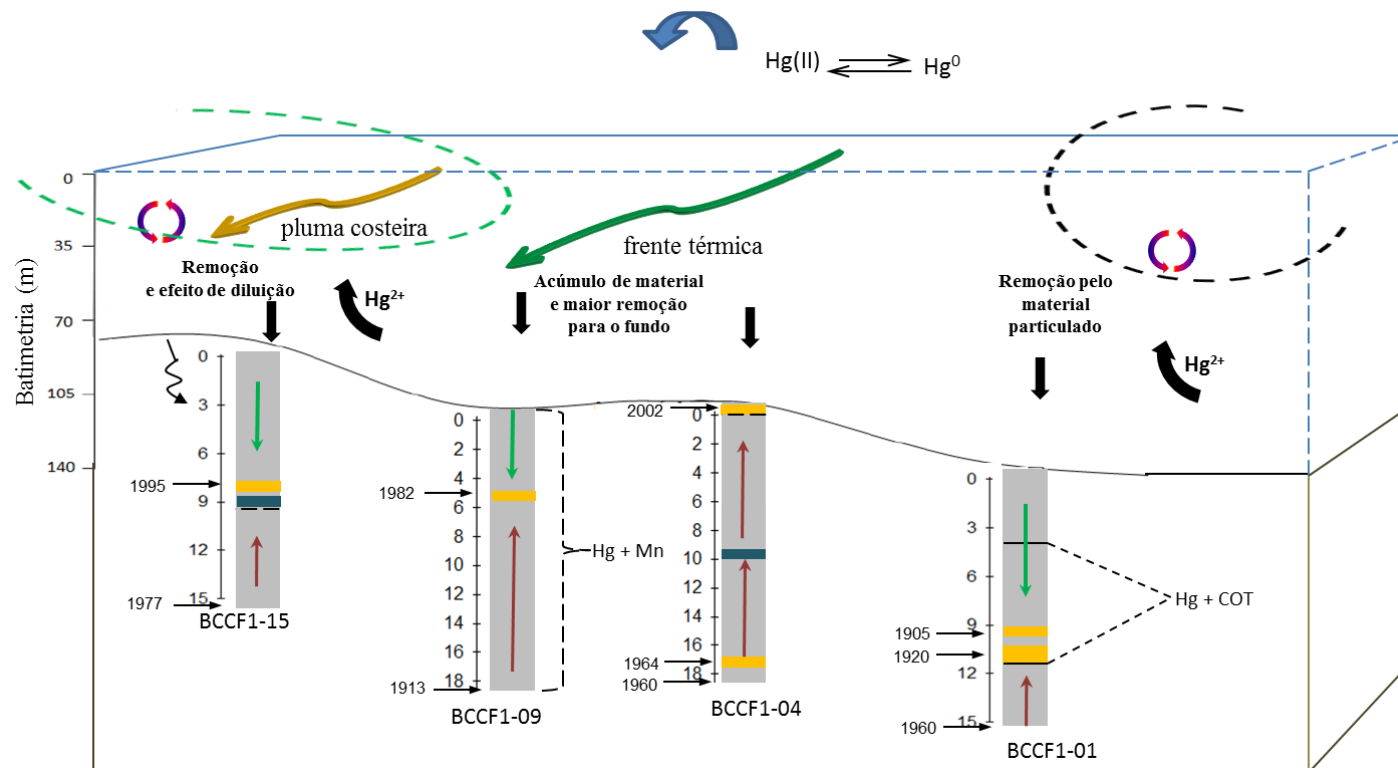 Hg(II) Hg⁰
Batimetria (m)
0
35
70
105
140
pluma costeira
frente térmica
Remoção
e efeito de diluição
Hg²⁺
Acúmulo de material
e maior remoção
para o fundo
Remoção pelo
material
particulado
Hg²⁺
0
3
6
9
12
15
1995
1977
BCCF1-15
0
2
4
6
8
10
12
14
16
18
1982
1913
BCCF1-09
Hg + Mn
2002
0
2
4
6
8
10
12
14
16
18
1964
1960
BCCF1-04
0
3
6
9
12
15
1905
1920
1960
BCCF1-01
Hg + COT